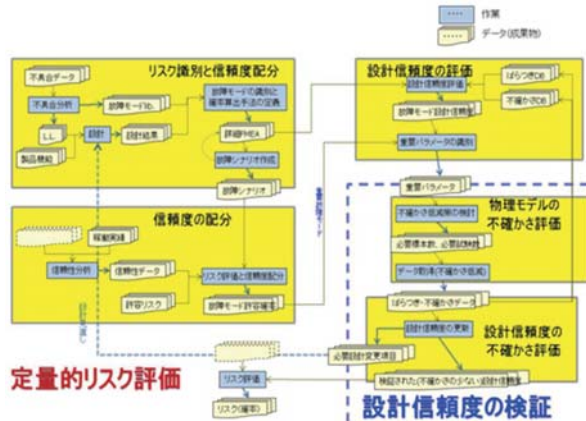 作業
データ(成果物)
リスク識別と信頼度配分
不具合データ
不具合分析
故障モードlib.
故障モードの識別と
確率算出手法の定義
LL
設計
設計結果
製品機能
詳細FMEA
故障シナリオ作成
故障シナリオ
設計信頼度の評価
設計信頼度評価
ばらつきDB
不確かさDB
故障モード設計信頼度
重要パラメータの識別
重要パラメータ
物理モデルの
不確かさ評価
不確かさ低減策の検討
必要標本数、必要試験数
データ取得(不確かさ低減)
信頼度の配分
稼動実績
信頼性分析
信頼性データ
許容リスク
リスク評価と信頼度配分
故障モード許容確率
ばらつき・不確かさデータ
設計信頼度の更新
設計信頼度の
不確かさ評価
必要設計変更項目
検証された(不確かさの少ない)設計信頼度
定量的リスク評価
リスク評価
リスク(確率)
設計信頼度の検証